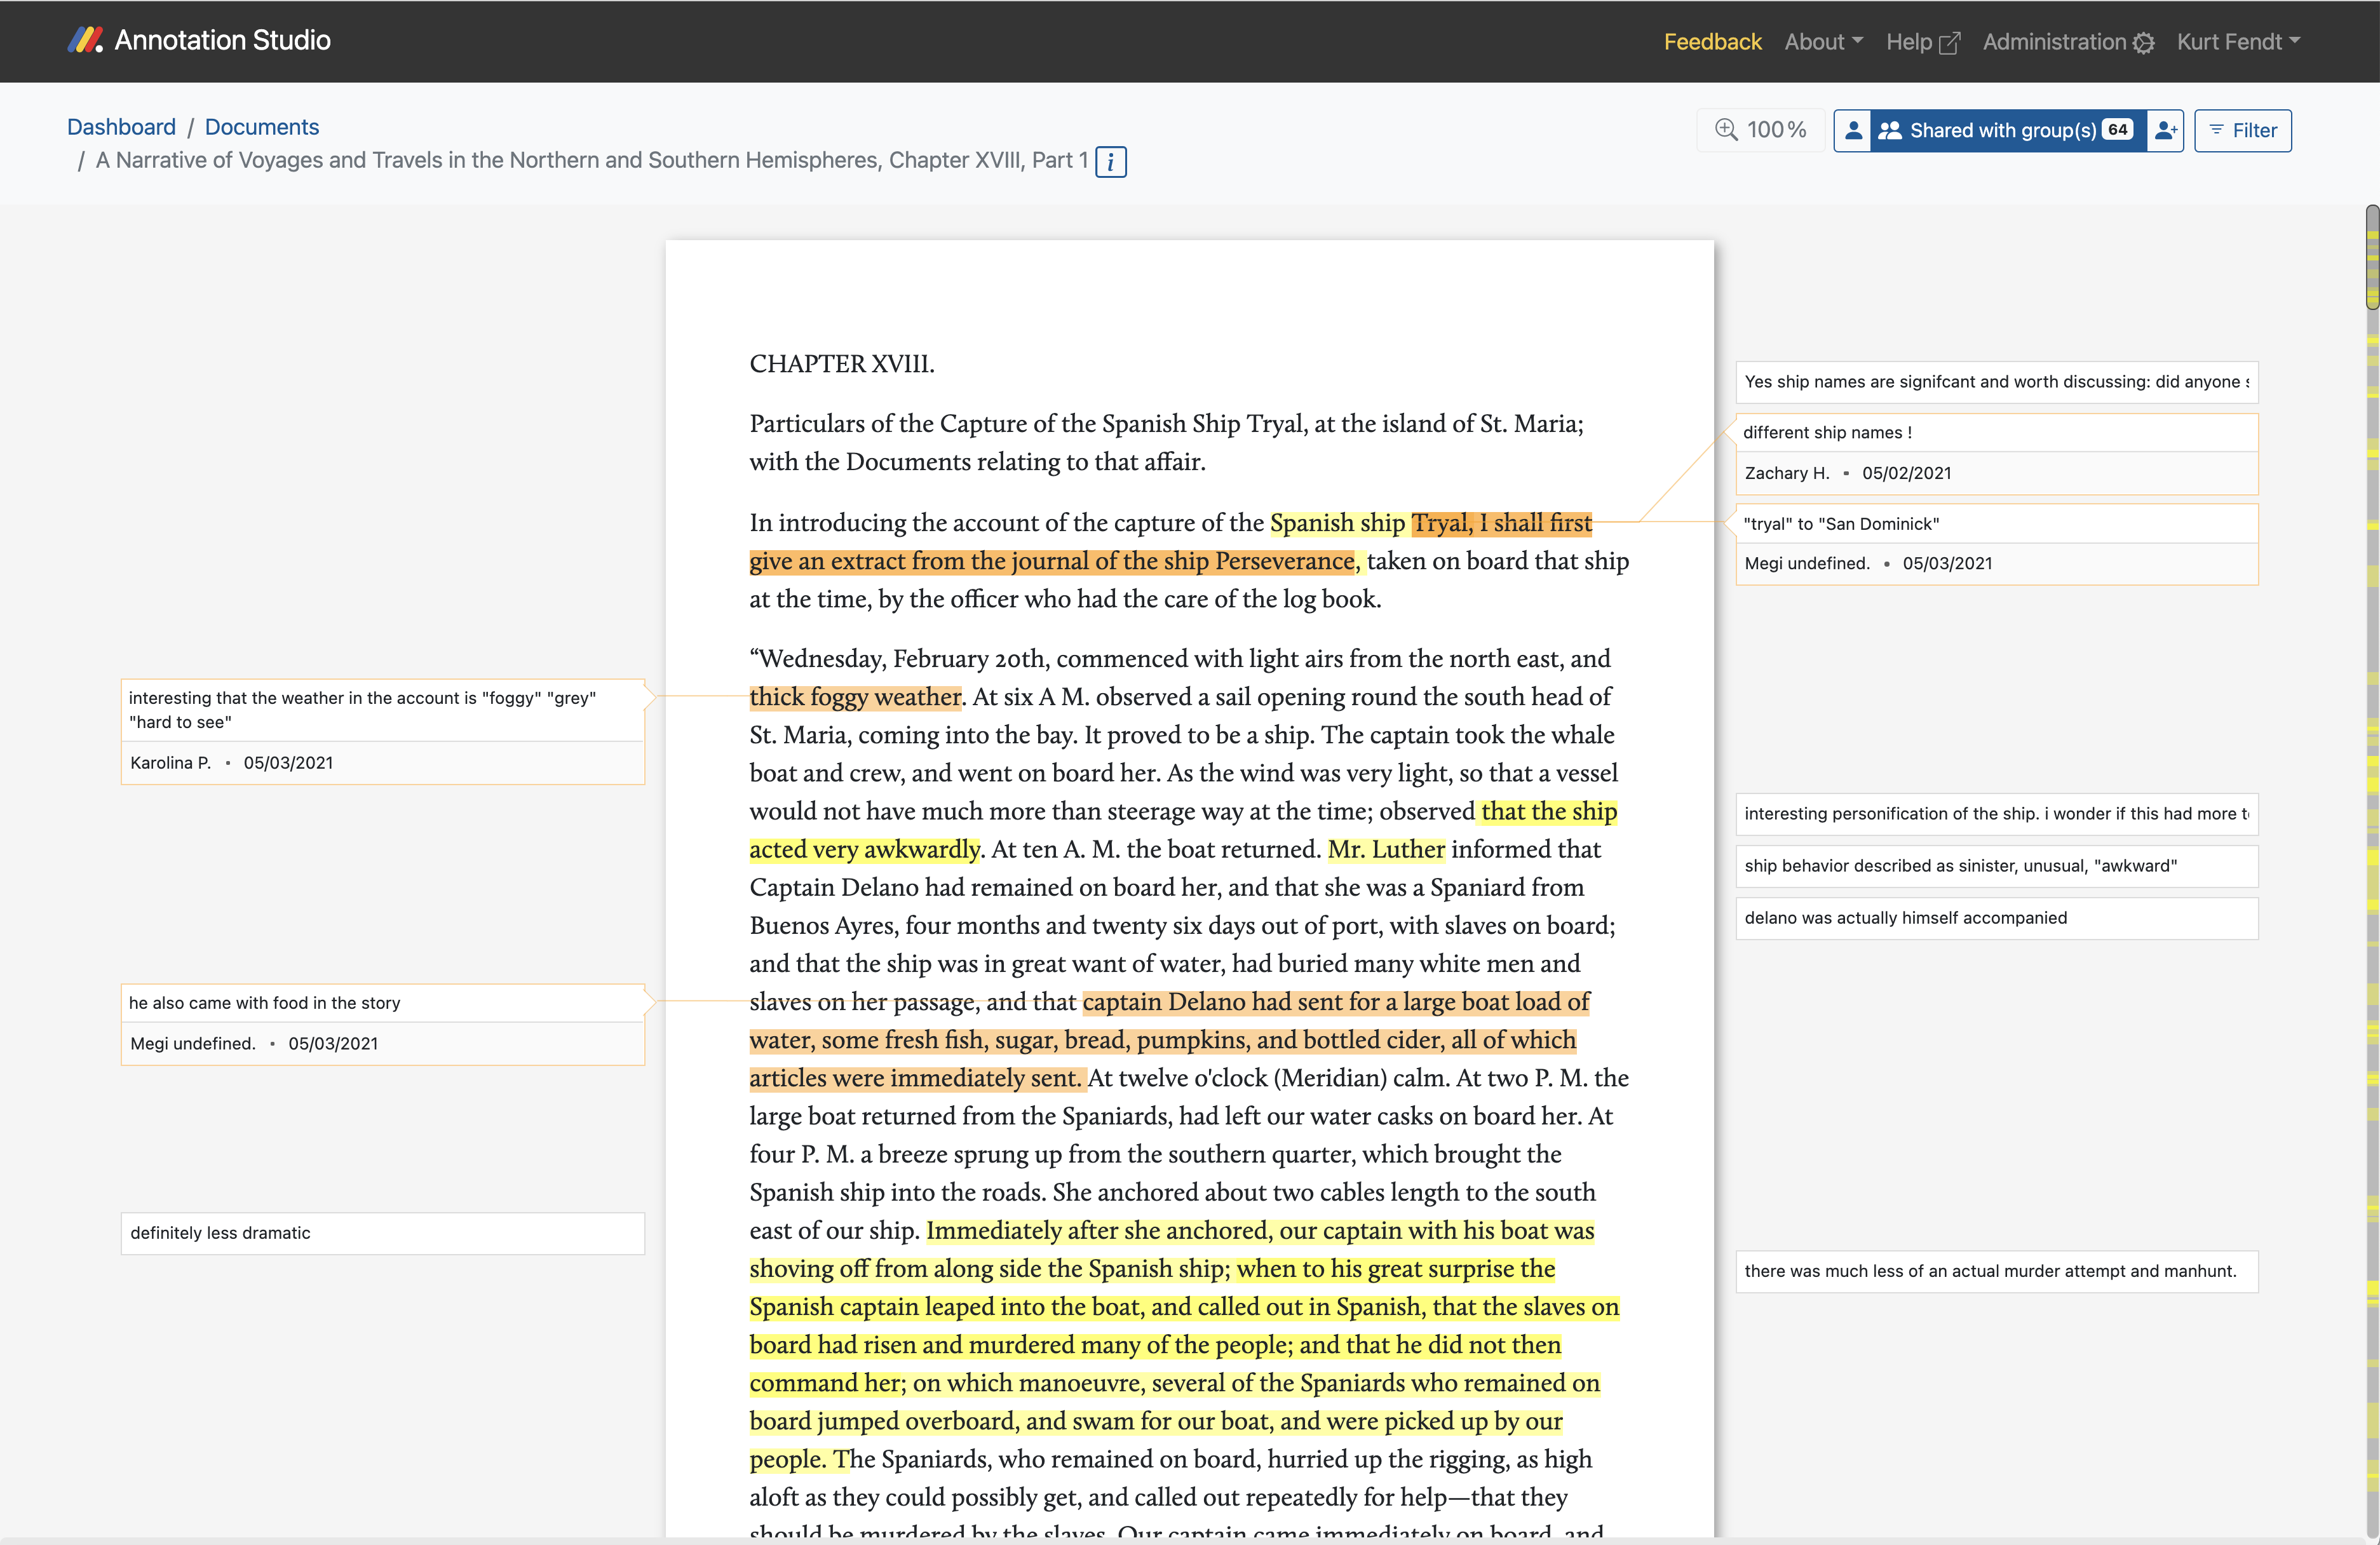 Annotation Studio
Feedback About Help Administration Kurt Fendt
Dashboard / Documents
/ A Narrative of Voyages and Travels in the Northern and Southern Hemispheres, Chapter XVIII, Part 1 i
100% Shared with group(s) 64 Filter
CHAPTER XVIII.
Particulars of the Capture of the Spanish Ship Tryal, at the island of St. Maria;
with the Documents relating to that affair.
In introducing the account of the capture of the Spanish ship Tryal, I shall first
give an extract from the journal of the ship Perseverance, taken on board that ship
at the time, by the officer who had the care of the log book.
“Wednesday, February 20th, commenced with light airs from the north east, and
thick foggy weather. At six A M. observed a sail opening round the south head of
St. Maria, coming into the bay. It proved to be a ship. The captain took the whale
boat and crew, and went on board her. As the wind was very light, so that a vessel
would not have much more than steerage way at the time; observed that the ship
acted very awkwardly. At ten A. M. the boat returned. Mr. Luther informed that
Captain Delano had remained on board her, and that she was a Spaniard from
Buenos Ayres, four months and twenty six days out of port, with slaves on board;
and that the ship was in great want of water, had buried many white men and
slaves on her passage, and that captain Delano had sent for a large boat load of
water, some fresh fish, sugar, bread, pumpkins, and bottled cider, all of which
articles were immediately sent. At twelve o'clock (Meridian) calm. At two P. M. the
large boat returned from the Spaniards, had left our water casks on board her. At
four P. M. a breeze sprung up from the southern quarter, which brought the
Spanish ship into the roads. She anchored about two cables length to the south
east of our ship. Immediately after she anchored, our captain with his boat was
shoving off from along side the Spanish ship; when to his great surprise the
Spanish captain leaped into the boat, and called out in Spanish, that the slaves on
board had risen and murdered many of the people; and that he did not then
command her; on which manoeuvre, several of the Spaniards who remained on
board jumped overboard, and swam for our boat, and were picked up by our
people. The Spaniards, who remained on board, hurried up the rigging, as high
aloft as they could possibly get, and called out repeatedly for help—that they
should be murdered by the slaves. Our captain came immediately on board, and
interesting that the weather in the account is "foggy" "grey"
"hard to see"
Karolina P. • 05/03/2021
he also came with food in the story
Megi undefined. • 05/03/2021
definitely less dramatic
Yes ship names are signifcant and worth discussing: did anyone
different ship names !
Zachary H. • 05/02/2021
"tryal" to "San Dominick"
Megi undefined. • 05/03/2021
interesting personification of the ship. i wonder if this had more
ship behavior described as sinister, unusual, "awkward"
delano was actually himself accompanied
there was much less of an actual murder attempt and manhunt.